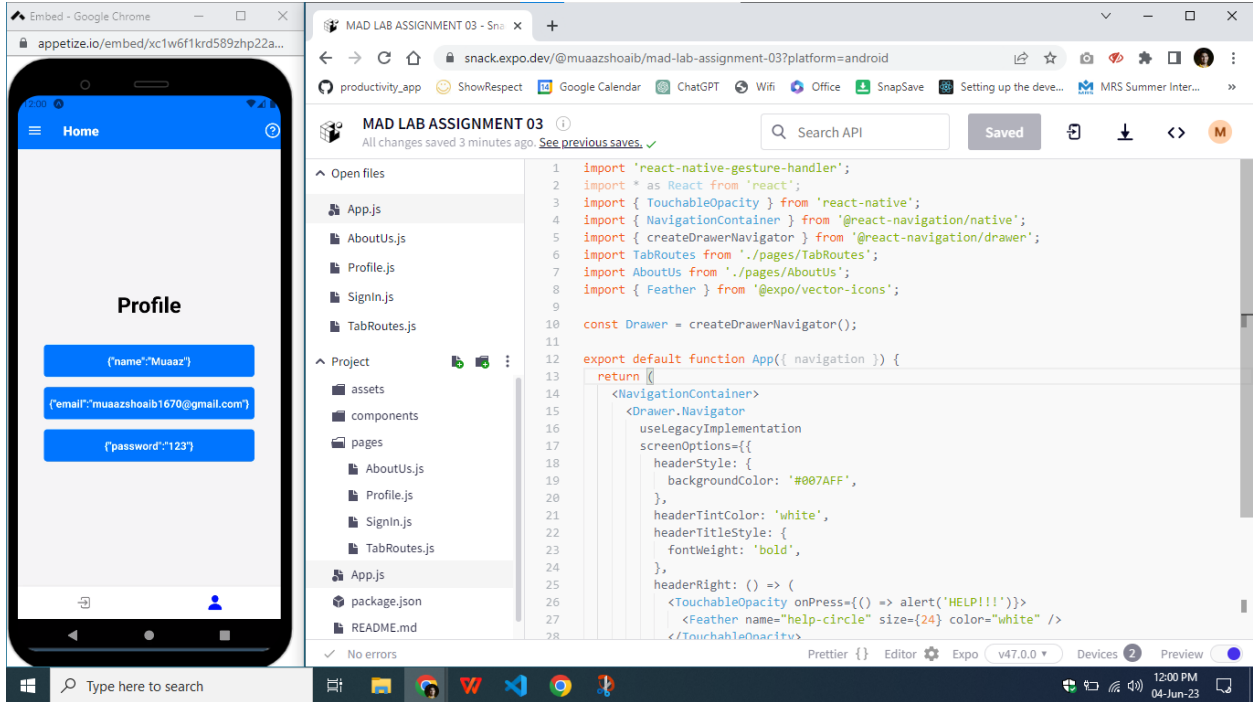 Embed - Google Chrome
appetize.io/embed/xc1w6f1krd589zhp22a...
12:00
Home
Profile
{"name":"Muaaz"}
{"email":"muaazshoaib1670@gmail.com"}
{"password":"123"}
MAD LAB ASSIGNMENT 03 - Sna
snack.expo.dev/@muaazshoaib/mad-lab-assignment-03?platform=android
productivity_app ShowRespect 14 Google Calendar ChatGPT Wifi Office SnapSave Setting up the deve... MRS MRS Summer Inter... »
MAD LAB ASSIGNMENT 03
All changes saved 3 minutes ago. See previous saves.
Search API
Saved
M
Open files
App.js
AboutUs.js
Profile.js
SignIn.js
TabRoutes.js
Project
assets
components
pages
AboutUs.js
Profile.js
SignIn.js
TabRoutes.js
App.js
package.json
README.md
1 import 'react-native-gesture-handler';
2 import * as React from 'react';
3 import { TouchableOpacity } from 'react-native';
4 import { NavigationContainer } from '@react-navigation/native';
5 import { createDrawerNavigator } from '@react-navigation/drawer';
6 import TabRoutes from './pages/TabRoutes';
7 import AboutUs from './pages/AboutUs';
8 import { Feather } from '@expo/vector-icons';
9
10 const Drawer = createDrawerNavigator();
11
12 export default function App({ navigation }) {
13 return (
14 <NavigationContainer>
15 <Drawer.Navigator
16 useLegacyImplementation
17 screenOptions={{
18 headerStyle: {
19 backgroundColor: '#007AFF',
20 },
21 headerTintColor: 'white',
22 headerTitleStyle: {
23 fontWeight: 'bold',
24 },
25 headerRight: () => (
26 <TouchableOpacity onPress={() => alert('HELP!!!')}>
27 <Feather name="help-circle" size={24} color="white" />
28 </TouchableOpacity>
No errors
Prettier {} Editor Expo v47.0.0 Devices 2 Preview
Type here to search
12:00 PM
04-Jun-23